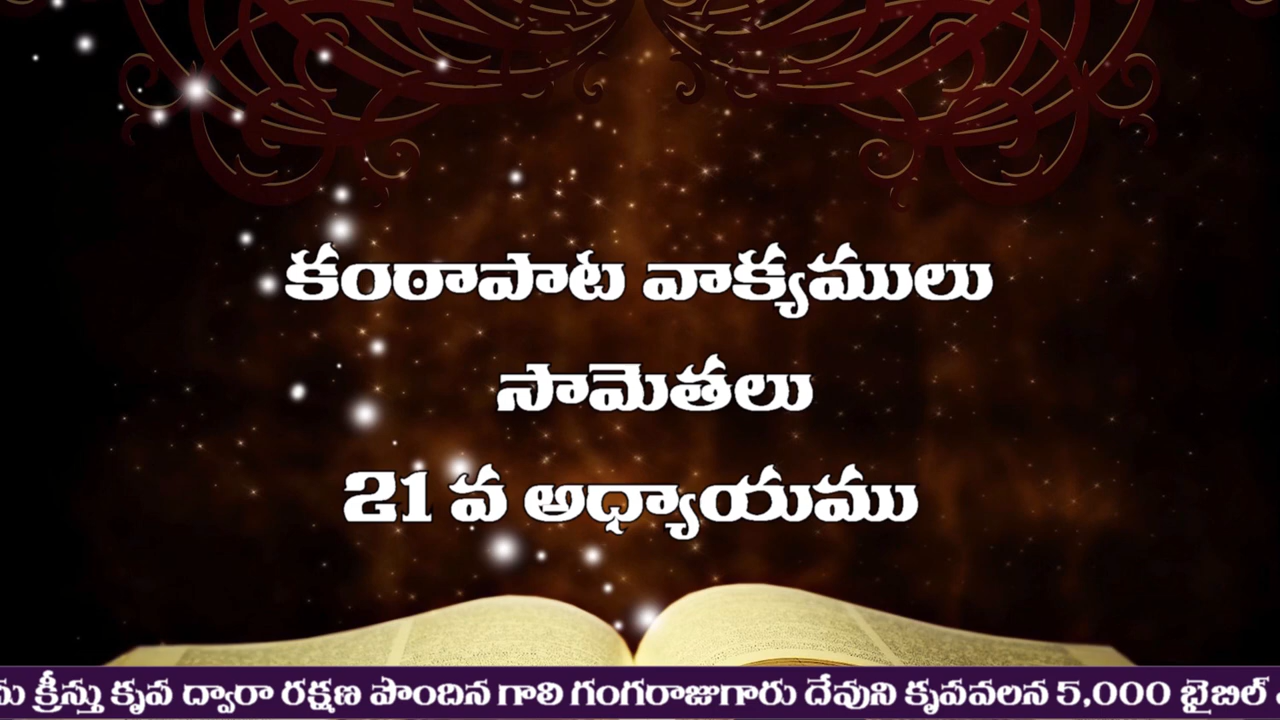 కంఠాపాట వాక్యములు
సామెతలు
21 వ అధ్యాయము
క్రీస్తు కృప ద్వారా రక్షణ పొందిన గాలి గంగరాజుగారు దేవుని కృపవలన 5,000 బైబిల్